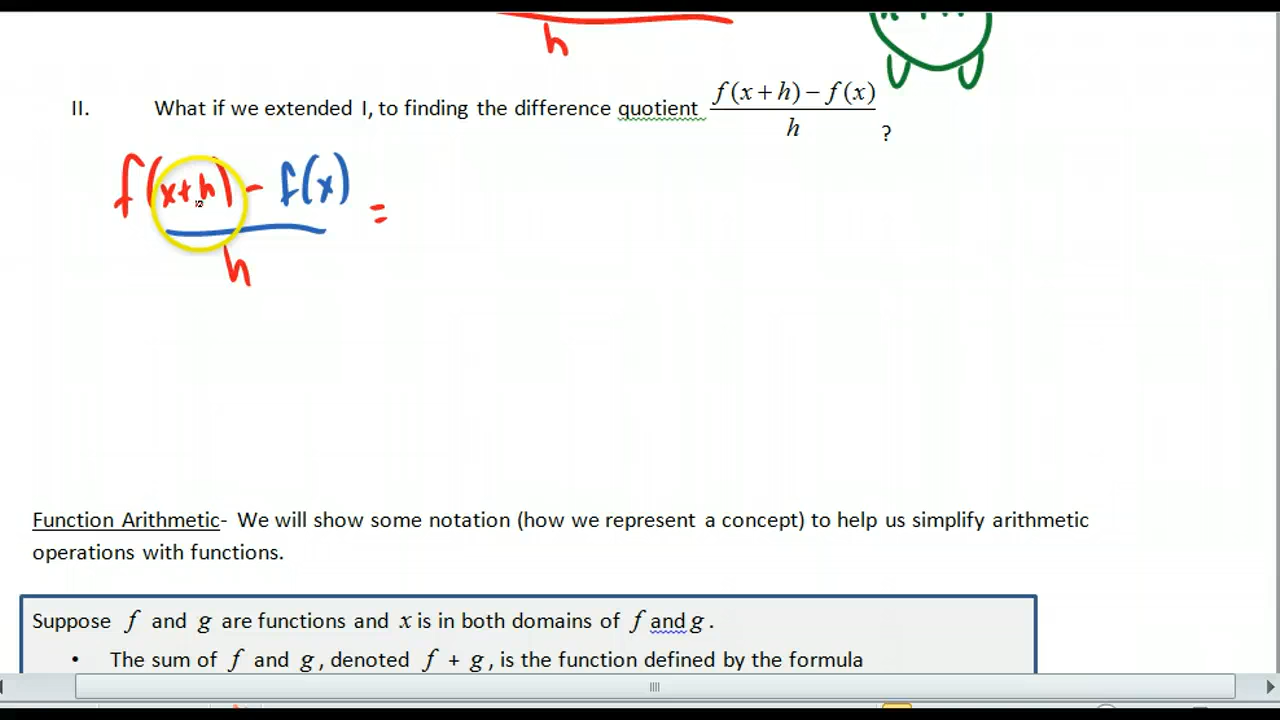 h
II. What if we extended I, to finding the difference quotient f(x + h) − f(x) / h ?
f(x+h) - f(x) =
h
Function Arithmetic- We will show some notation (how we represent a concept) to help us simplify arithmetic
operations with functions.
Suppose f and g are functions and x is in both domains of f and g.
• The sum of f and g, denoted f + g, is the function defined by the formula